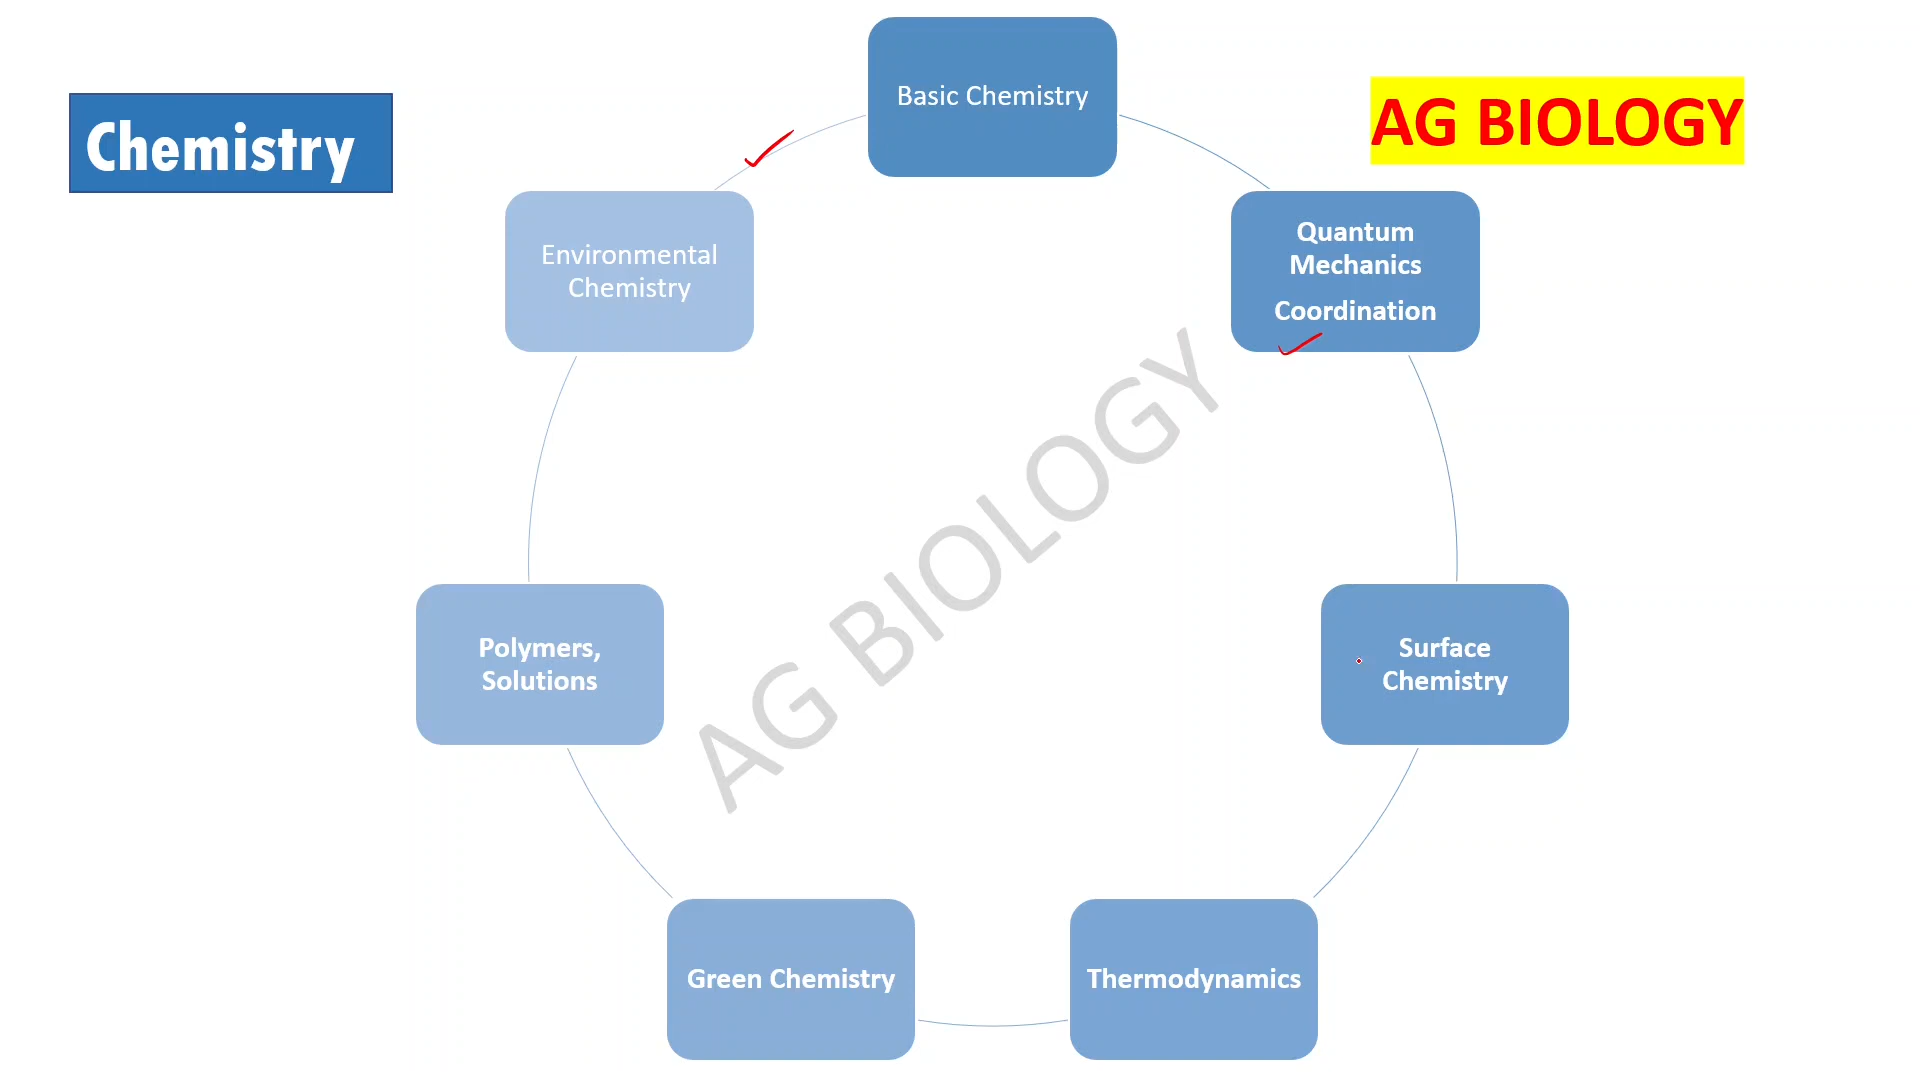 Chemistry
AG BIOLOGY
Basic Chemistry
Quantum
Mechanics
Coordination
Surface
Chemistry
Thermodynamics
Green Chemistry
Polymers,
Solutions
Environmental
Chemistry
AG BIOLOGY